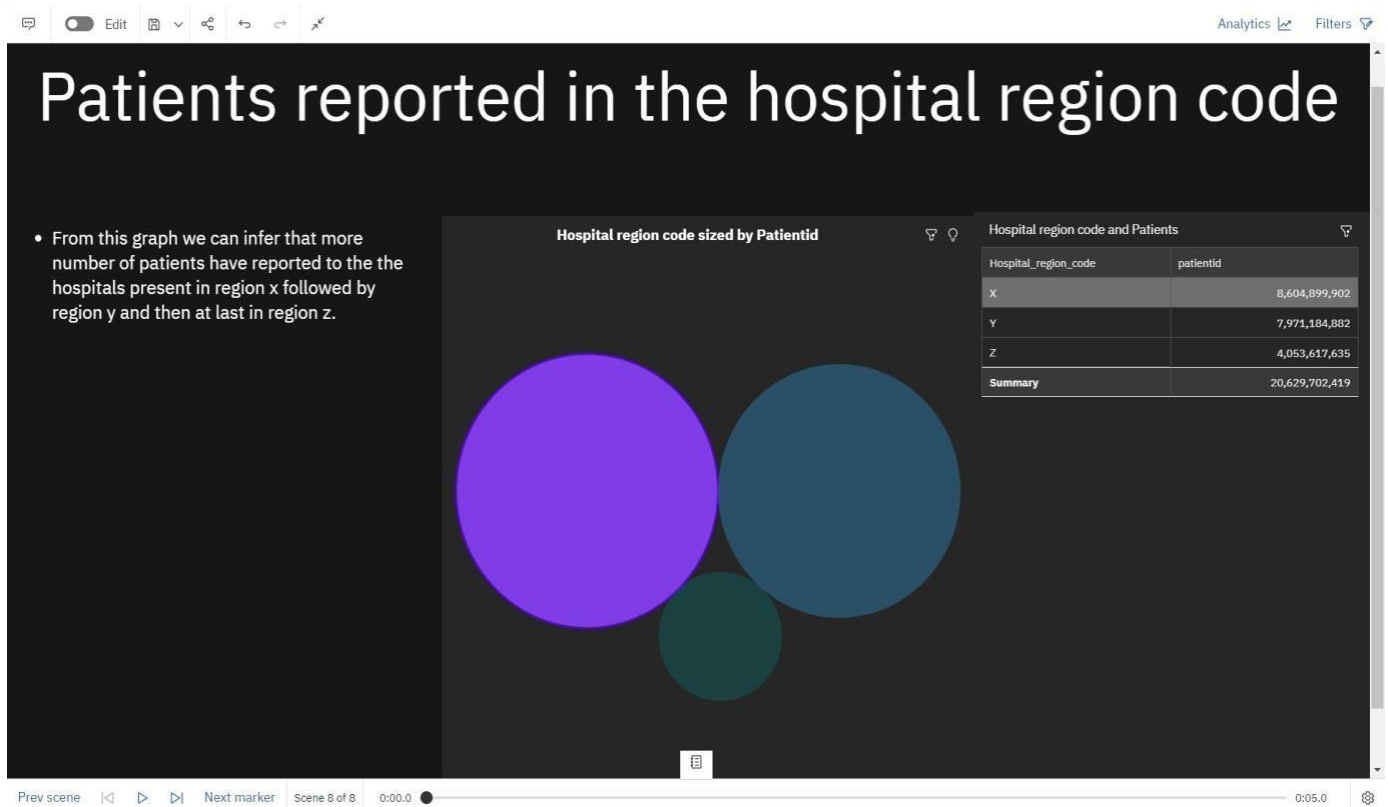 Edit
Analytics
Filters
Patients reported in the hospital region code
• From this graph we can infer that more
number of patients have reported to the the
hospitals present in region x followed by
region y and then at last in region z.
Hospital region code sized by Patientid
Hospital region code and Patients
Hospital_region_code patientid
X 8,604,899,902
Y 7,971,184,882
Z 4,053,617,635
Summary 20,629,702,419
Prev scene Next marker Scene 8 of 8 0:00.0 0:05.0